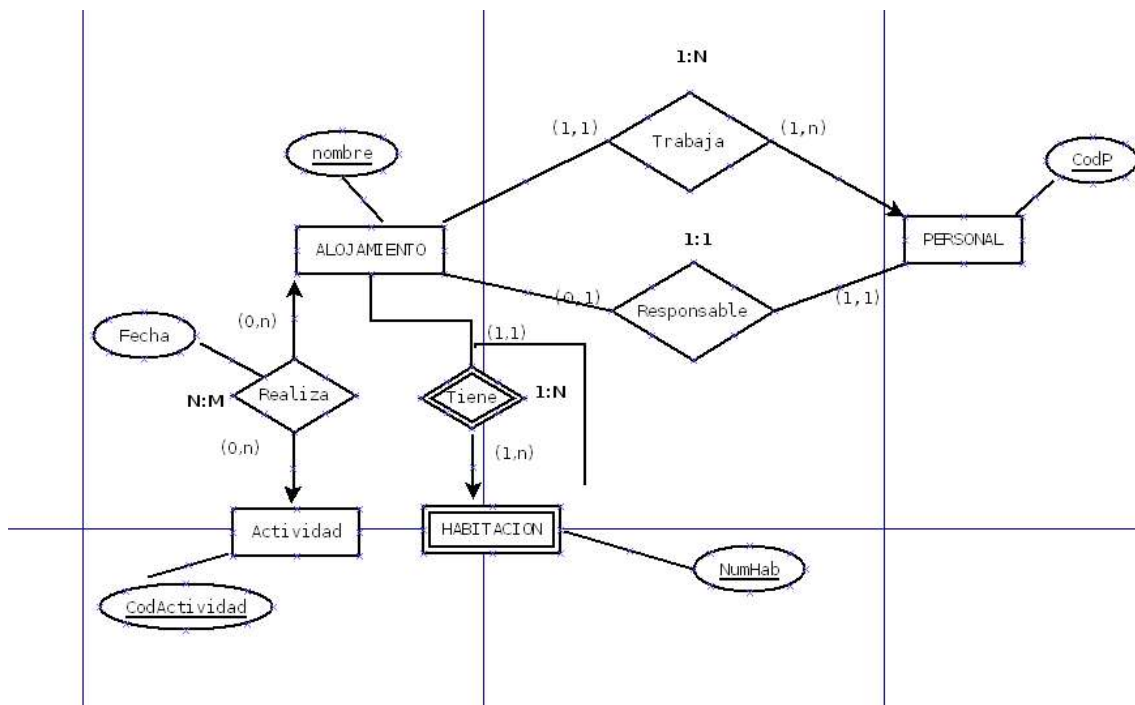 1:N
(1,1)
Trabaja
(1,n)
nombre
CodP
ALOJAMIENTO
PERSONAL
1:1
(0,1)
Responsable
(1,1)
(0,n)
Fecha
(1,1)
Realiza
N:M
Tiene
1:N
(0,n)
(1,n)
Actividad
HABITACION
NumHab
CodActividad